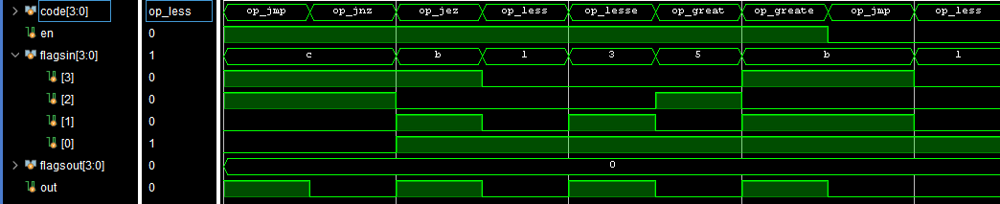 code[3:0] op_less op_jmp op_jnz op_jez op_less op_lesse op_great op_greate op_jmp op_less
en 0
flagsin[3:0] 1 c b 1 3 5 b 1
[3] 0
[2] 0
[1] 0
[0] 1
flagsout[3:0] 0 0
out 0